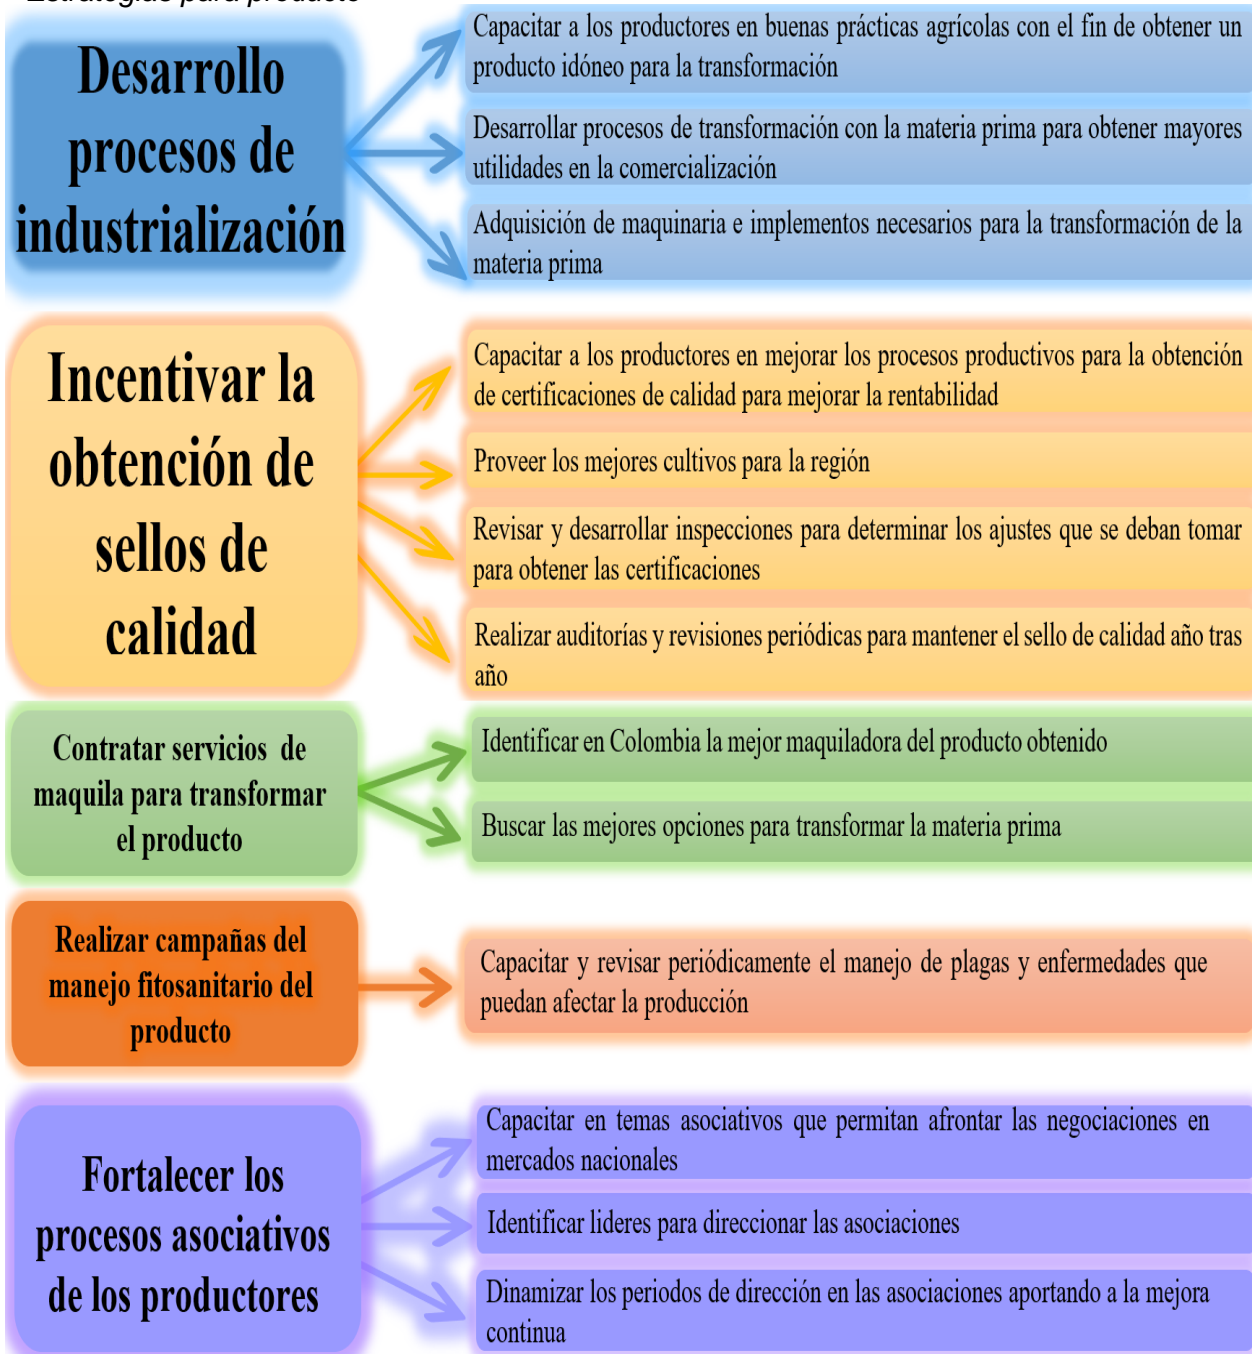 Estrategias para producto
Desarrollo
procesos de
industrialización
Capacitar a los productores en buenas prácticas agrícolas con el fin de obtener un
producto idóneo para la transformación
Desarrollar procesos de transformación con la materia prima para obtener mayores
utilidades en la comercialización
Adquisición de maquinaria e implementos necesarios para la transformación de la
materia prima
Incentivar la
obtención de
sellos de
calidad
Capacitar a los productores en mejorar los procesos productivos para la obtención
de certificaciones de calidad para mejorar la rentabilidad
Proveer los mejores cultivos para la región
Revisar y desarrollar inspecciones para determinar los ajustes que se deban tomar
para obtener las certificaciones
Realizar auditorías y revisiones periódicas para mantener el sello de calidad año tras
año
Contratar servicios de
maquila para transformar
el producto
Identificar en Colombia la mejor maquiladora del producto obtenido
Buscar las mejores opciones para transformar la materia prima
Realizar campañas del
manejo fitosanitario del
producto
Capacitar y revisar periódicamente el manejo de plagas y enfermedades que
puedan afectar la producción
Fortalecer los
procesos asociativos
de los productores
Capacitar en temas asociativos que permitan afrontar las negociaciones en
mercados nacionales
Identificar lideres para direccionar las asociaciones
Dinamizar los periodos de dirección en las asociaciones aportando a la mejora
continua